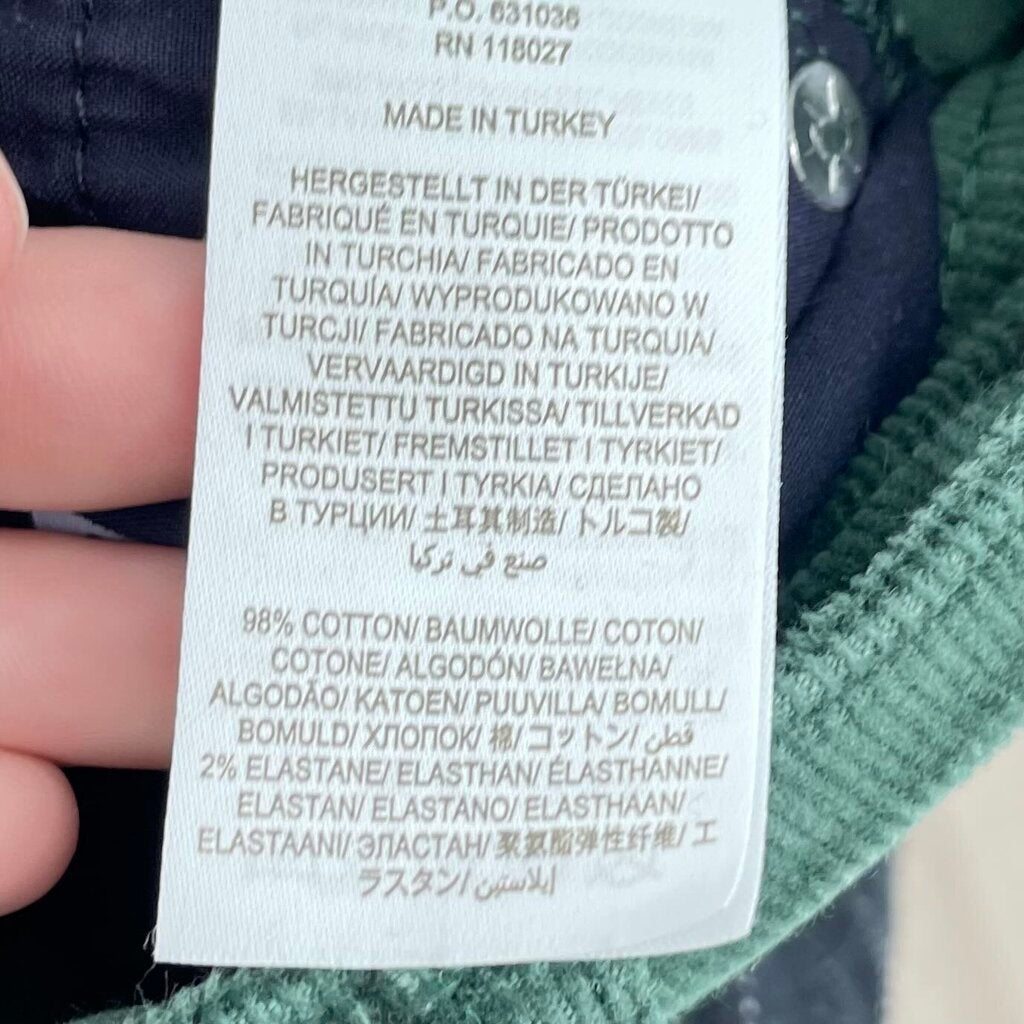 P.O. 631036
RN 118027
MADE IN TURKEY
HERGESTELLT IN DER TÜRKEI/
FABRIQUÉ EN TURQUIE/ PRODOTTO
IN TURCHIA/ FABRICADO EN
TURQUÍA/ WYPRODUKOWANO W
TURCJI/ FABRICADO NA TURQUIA/
VERVAARDIGD IN TURKIJE/
VALMISTETTU TURKISSA/ TILLVERKAD
I TURKIET/ FREMSTILLET I TYRKIET/
PRODUSERT I TYRKIA/ СДЕЛАНО
В ТУРЦИИ/ 土耳其制造/ トルコ製/
صنع في تركيا
98% COTTON/ BAUMWOLLE/ COTON/
COTONE/ ALGODÓN/ BAWEŁNA/
ALGODÃO/ KATOEN/ PUUVILLA/ BOMULL/
BOMULD/ ХЛОПОК/ 棉/ コットン/ قطن
2% ELASTANE/ ELASTHAN/ ÉLASTHANNE/
ELASTAN/ ELASTANO/ ELASTHAAN/
ELASTAANI/ ЭЛАСТАН/ 聚氨酯弹性纤维/ エ
ラスタン/ إيلاستين